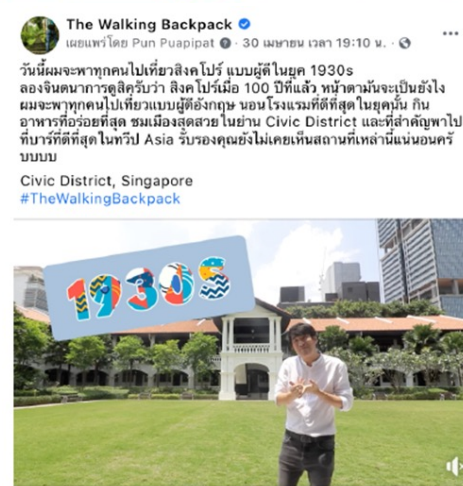 The Walking Backpack
เผยแพร่โดย Pun Puapipat · 30 เมษายน เวลา 19:10 น. ·
วันนี้ผมจะพาทุกคนไปเที่ยวสิงคโปร์ แบบผู้ดีในยุค 1930s
ลองจินตนาการดูสิครับว่า สิงคโปร์เมื่อ 100 ปีที่แล้ว หน้าตามันจะเป็นยังไง
ผมจะพาทุกคนไปเที่ยวแบบผู้ดีอังกฤษ นอนโรงแรมที่ดีที่สุดในยุคนั้น กิน
อาหารที่อร่อยที่สุด ชมเมืองสุดสวยในย่าน Civic District และที่สำคัญพาไป
ที่บาร์ที่ดีที่สุดในทวีป Asia รับรองคุณยังไม่เคยเห็นสถานที่เหล่านี้แน่นอนครั
บบบบ
Civic District, Singapore
#TheWalkingBackpack
1930s